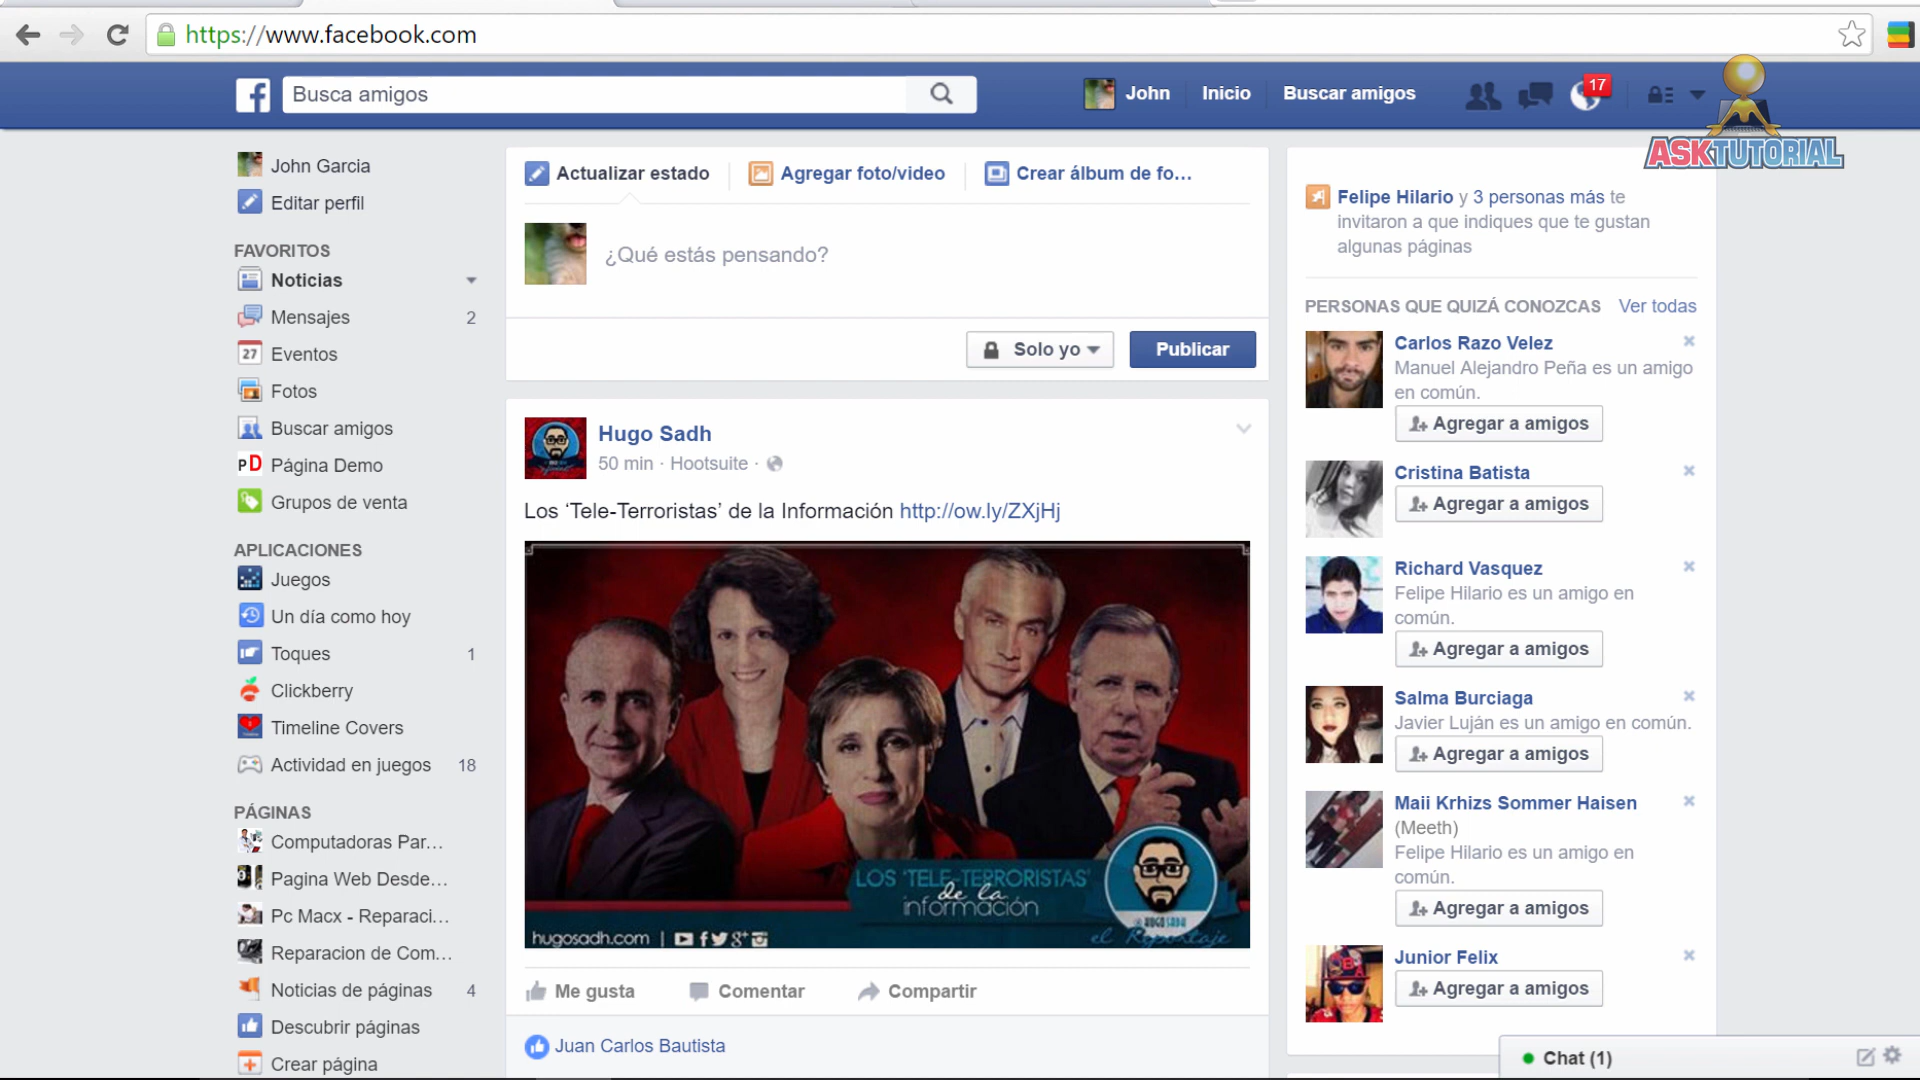 https://www.facebook.com
Busca amigos
John
Inicio
Buscar amigos
17
ASKTUTORIAL
John Garcia
Editar perfil
FAVORITOS
Noticias
Mensajes 2
27 Eventos
Fotos
Buscar amigos
PD Página Demo
Grupos de venta
APLICACIONES
Juegos
Un día como hoy
Toques 1
Clickberry
Timeline Covers
Actividad en juegos 18
PÁGINAS
Computadoras Par...
Pagina Web Desde...
Pc Macx - Reparaci...
Reparacion de Com...
Noticias de páginas 4
Descubrir páginas
Crear página
Actualizar estado
Agregar foto/video
Crear álbum de fo...
¿Qué estás pensando?
Solo yo
Publicar
Hugo Sadh
50 min · Hootsuite ·
Los ‘Tele-Terroristas’ de la Información http://ow.ly/ZXjHj
LOS 'TELE-TERRORISTAS'
de la
información
HUGO SADH
el Reportaje
hugosadh.com |
Me gusta
Comentar
Compartir
Juan Carlos Bautista
Felipe Hilario y 3 personas más te
invitaron a que indiques que te gustan
algunas páginas
PERSONAS QUE QUIZÁ CONOZCAS Ver todas
Carlos Razo Velez
Manuel Alejandro Peña es un amigo
en común.
Agregar a amigos
Cristina Batista
Agregar a amigos
Richard Vasquez
Felipe Hilario es un amigo en
común.
Agregar a amigos
Salma Burciaga
Javier Luján es un amigo en común.
Agregar a amigos
Maii Krhizs Sommer Haisen
(Meeth)
Felipe Hilario es un amigo en
común.
Agregar a amigos
Junior Felix
Agregar a amigos
Chat (1)